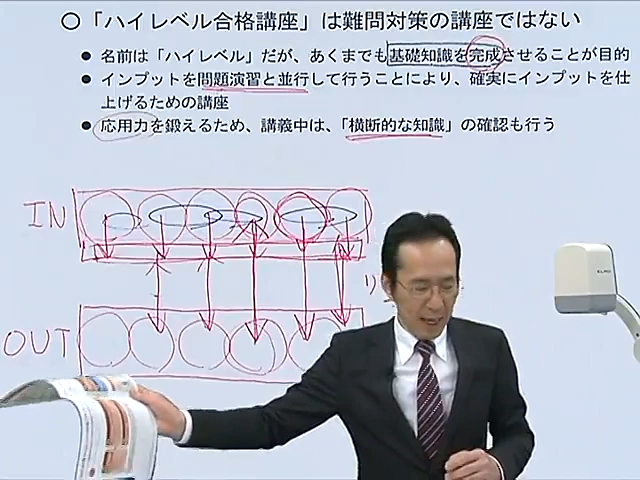 ○「ハイレベル合格講座」は難問対策の講座ではない
● 名前は「ハイレベル」だが、あくまでも基礎知識を完成させることが目的
● インプットを問題演習と並行して行うことにより、確実にインプットを仕
上げるための講座
● 応用力を鍛えるため、講義中は、「横断的な知識」の確認も行う
IN
OUT
ELMO